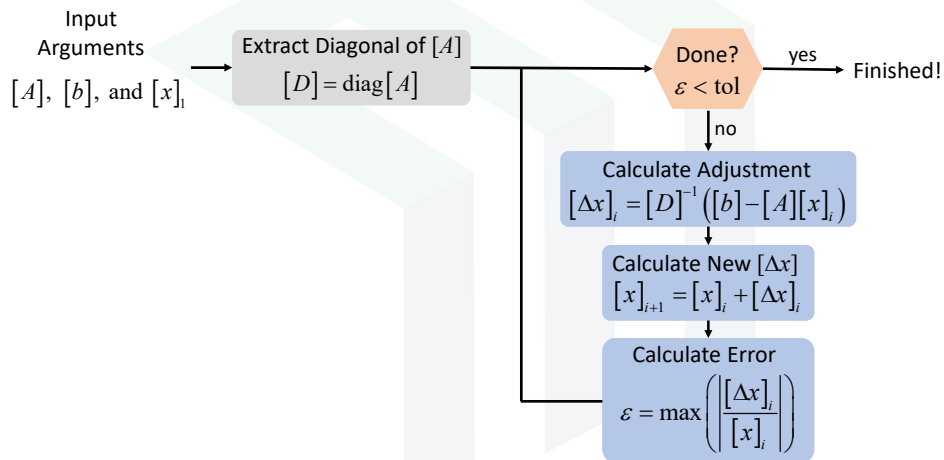 Input
Arguments
[A], [b], and [x]₁
Extract Diagonal of [A]
[D] = diag[A]
Done?
ε < tol
yes
Finished!
no
Calculate Adjustment
[Δx]ᵢ = [D]⁻¹([b] − [A][x]ᵢ)
Calculate New [Δx]
[x]ᵢ₊₁ = [x]ᵢ + [Δx]ᵢ
Calculate Error
ε = max(|[Δx]ᵢ / [x]ᵢ|)